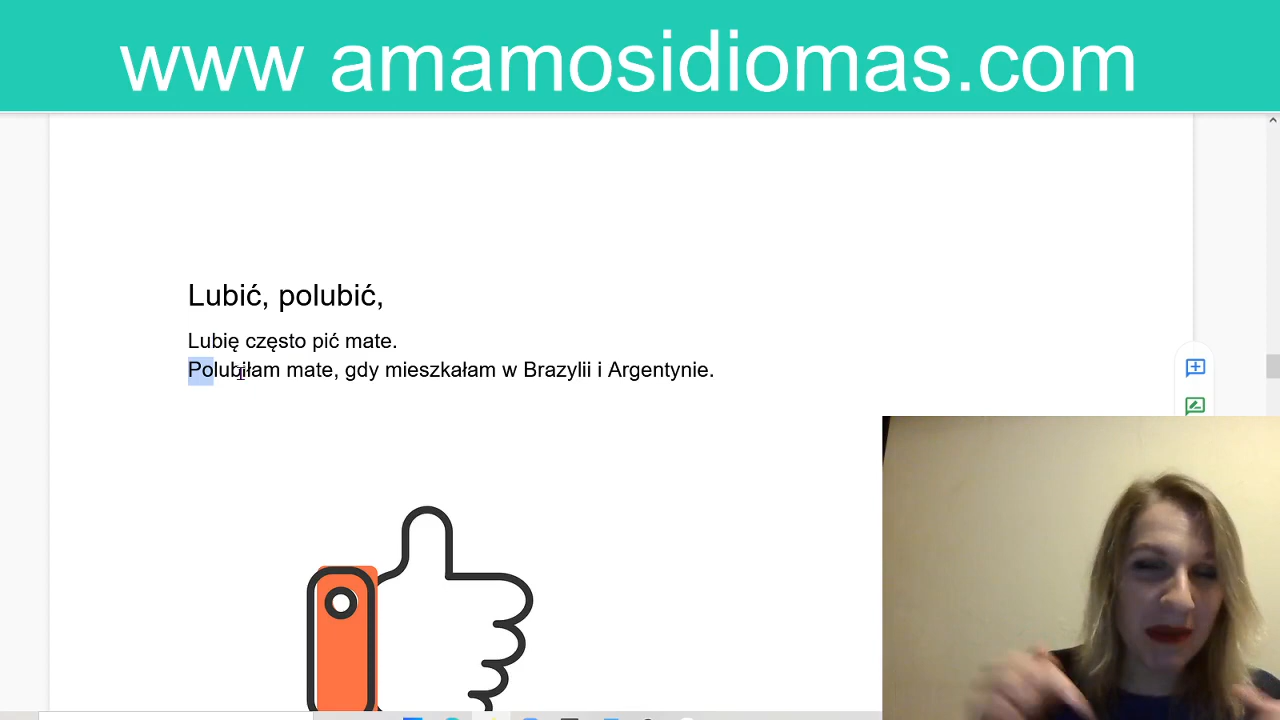 www amamosidiomas.com
Lubić, polubić,
Lubię często pić mate.
Polubiłam mate, gdy mieszkałam w Brazylii i Argentynie.